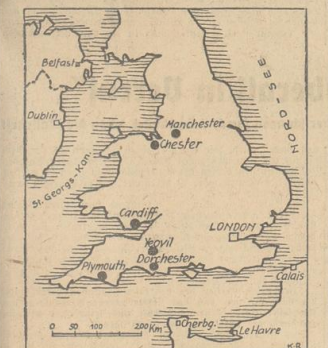 Belfast
NORD-SEE
Dublin
Manchester
Chester
St. Georgs-Kan.
Cardiff
LONDON
Yeovil
Dorchester
Plymouth
Calais
0 50 100 200 Km
Cherbg.
Le Havre